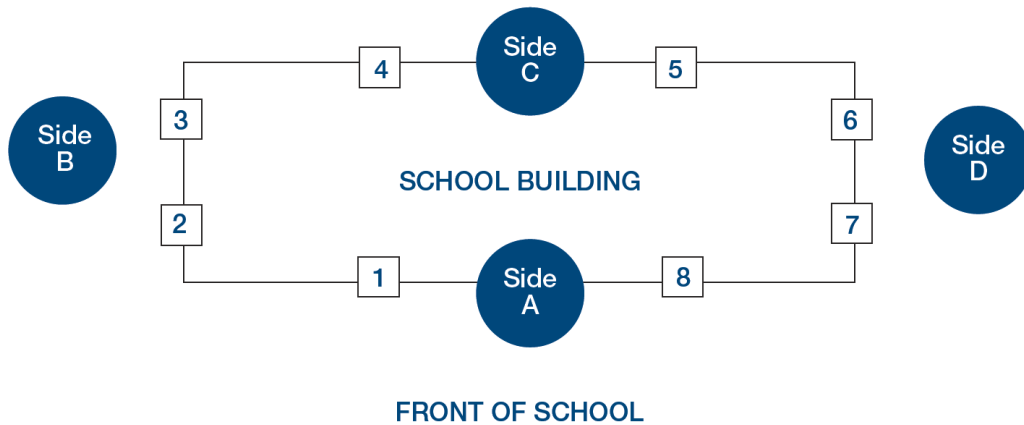 Side
C
4
5
3
6
Side
B
Side
D
SCHOOL BUILDING
2
7
1
8
Side
A
FRONT OF SCHOOL